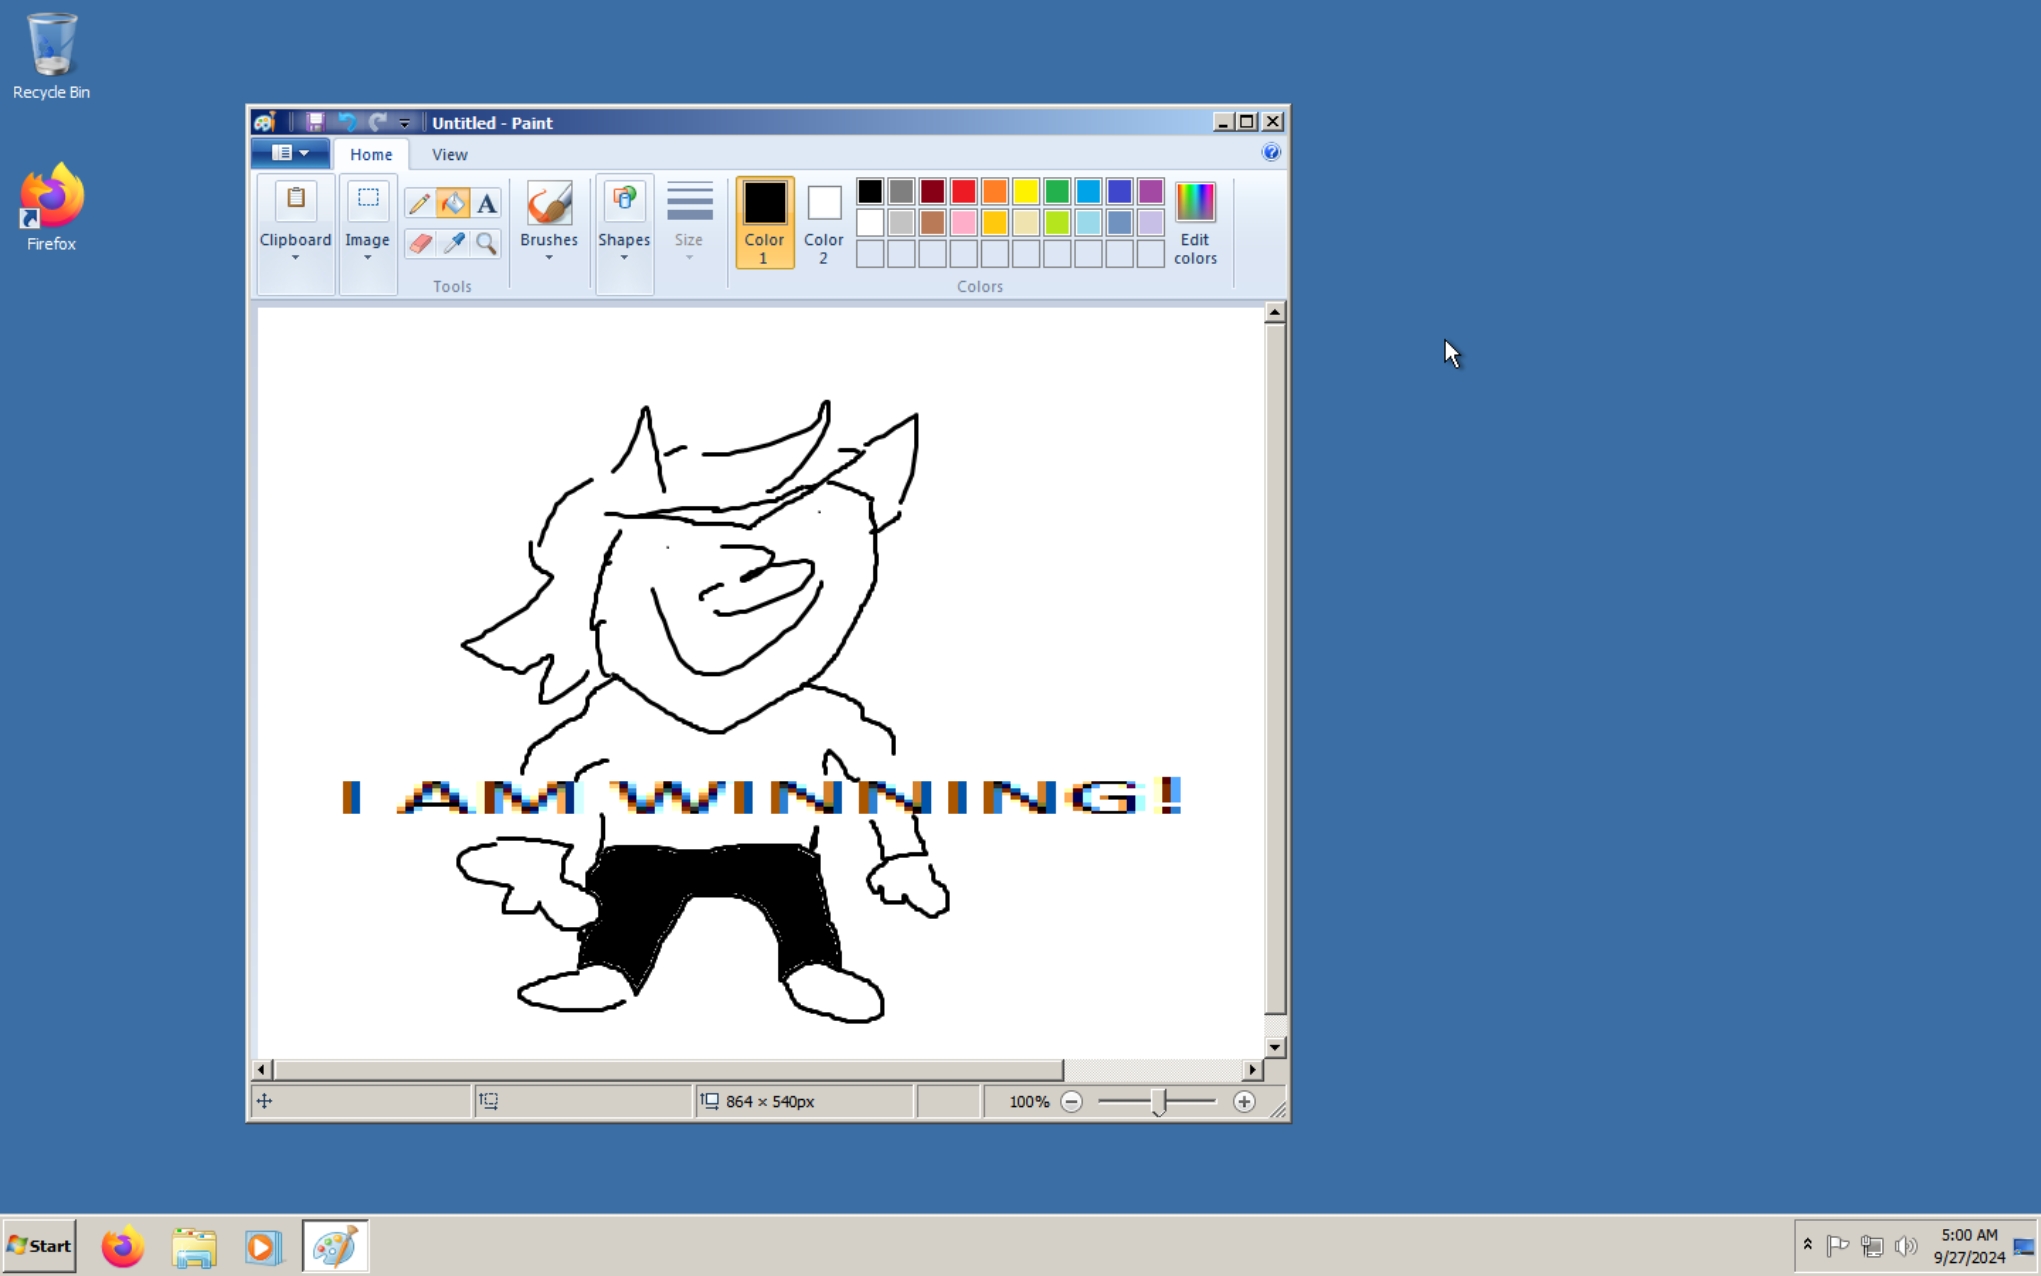 Recycle Bin
Firefox
Untitled - Paint
Home View
Clipboard Image Brushes Shapes Size Color 1 Color 2 Edit colors
Tools Colors
I AM WINNING!
864 × 540px 100%
Start
5:00 AM
9/27/2024